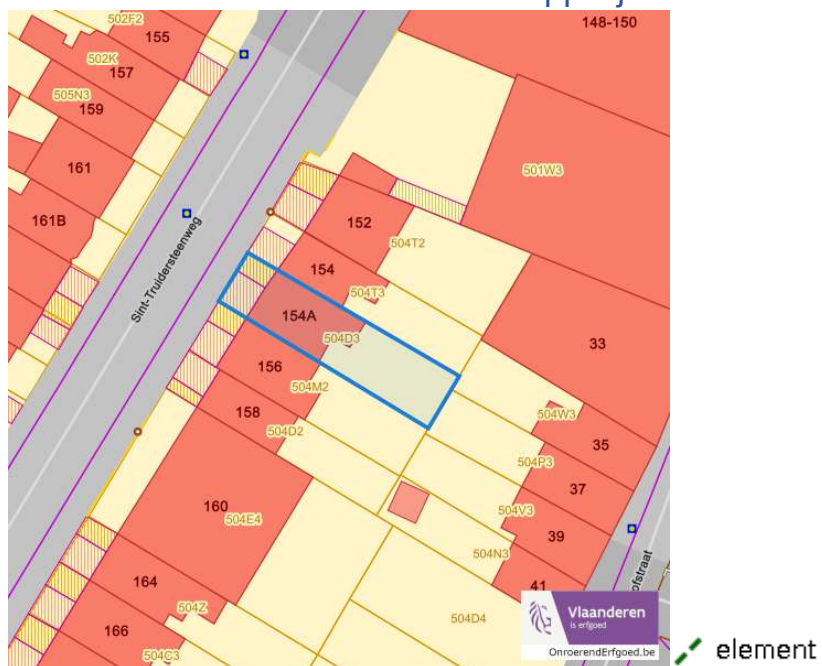 502F2
155
148-150
502K
157
505N3
159
161
501W3
161B
152
504T2
Sint-Truidersteenweg
154
504T3
154A
33
504D3
156
504M2
504W3
158
504D2
35
504P3
37
160
504E4
504V3
39
504N3
41
ofstraat
164
504Z
504D4
166
504C3
Vlaanderen
is erfgoed
OnroerendErfgoed.be
element